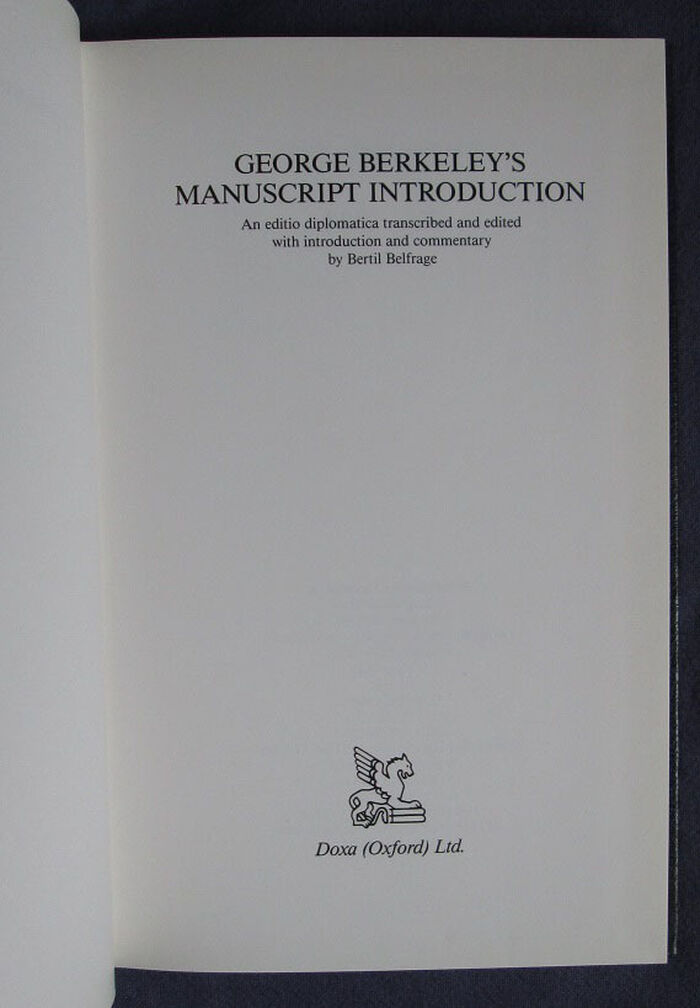 GEORGE BERKELEY'S
MANUSCRIPT INTRODUCTION
An editio diplomatica transcribed and edited
with introduction and commentary
by Bertil Belfrage
Doxa (Oxford) Ltd.